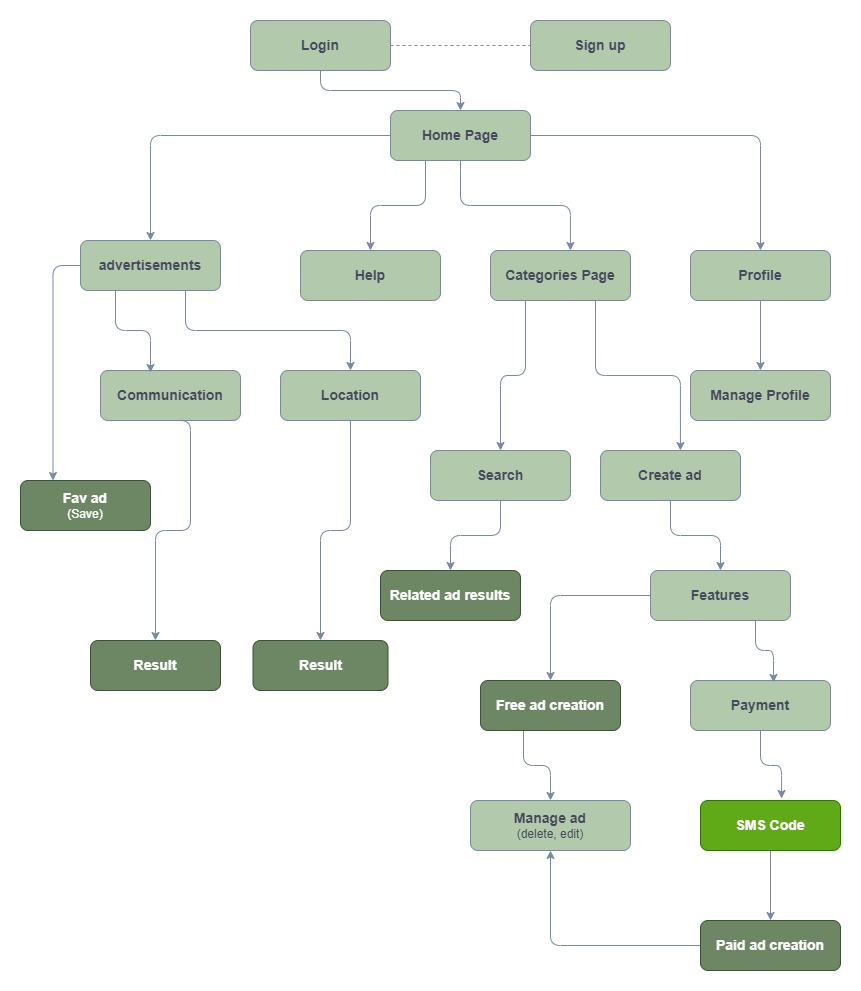 Login
Sign up
Home Page
advertisements
Help
Categories Page
Profile
Communication
Location
Manage Profile
Search
Create ad
Fav ad
(Save)
Related ad results
Features
Result
Result
Free ad creation
Payment
Manage ad
(delete, edit)
SMS Code
Paid ad creation